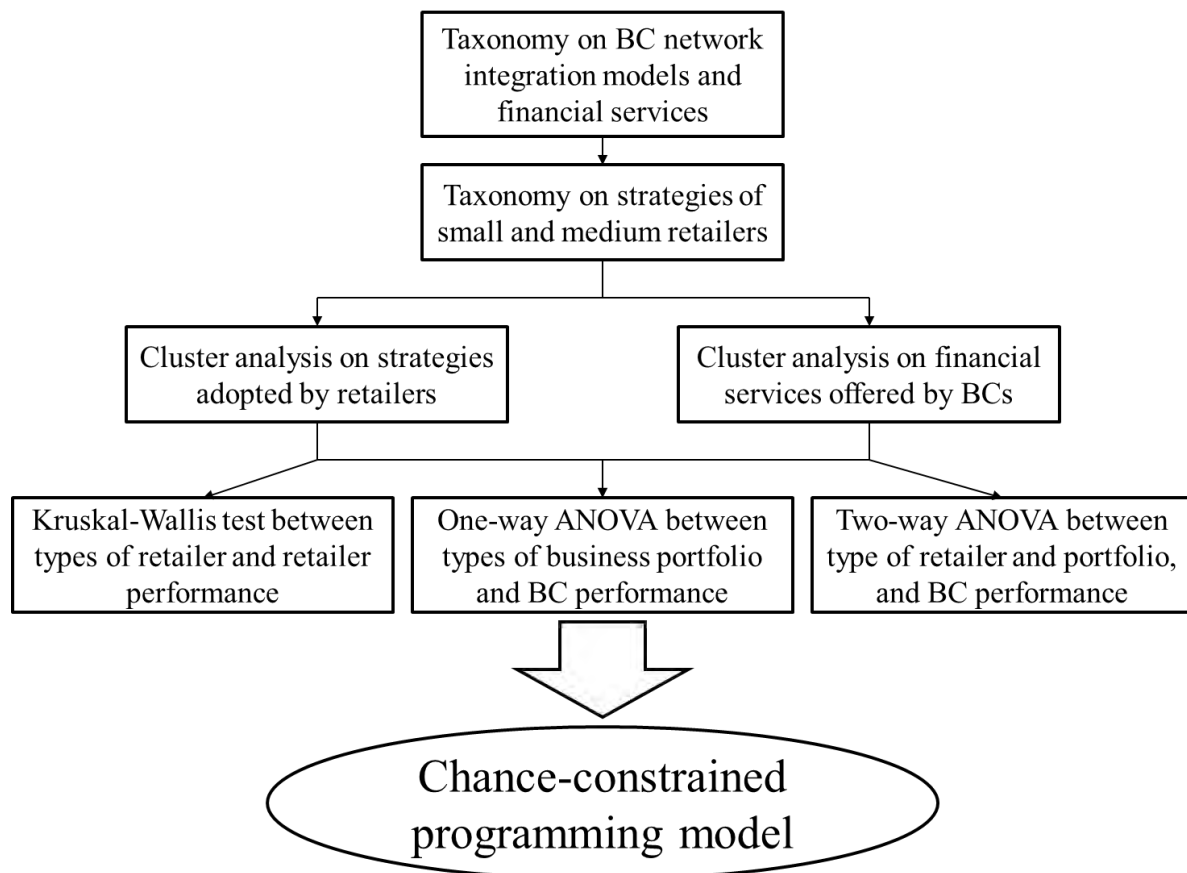 Taxonomy on BC network
integration models and
financial services
Taxonomy on strategies of
small and medium retailers
Cluster analysis on strategies
adopted by retailers
Cluster analysis on financial
services offered by BCs
Kruskal-Wallis test between
types of retailer and retailer
performance
One-way ANOVA between
types of business portfolio
and BC performance
Two-way ANOVA between
type of retailer and portfolio,
and BC performance
Chance-constrained
programming model